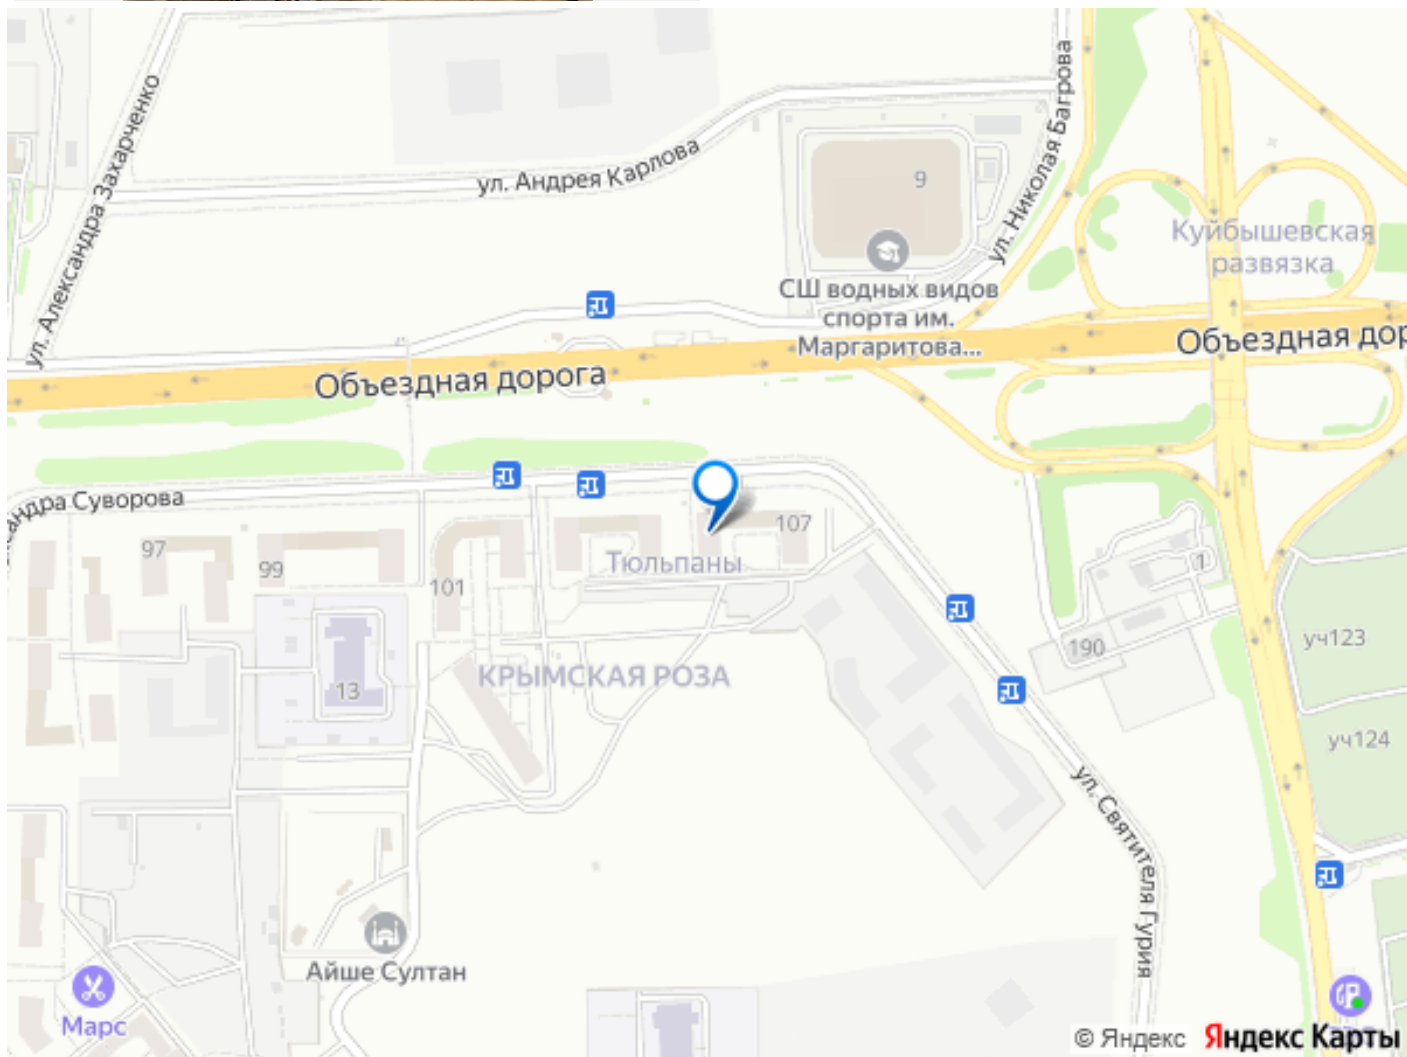 ул. Александра Захарченко
ул. Андрея Карлова
ул. Николая Багрова
9
Куйбышевская
развязка
СШ водных видов
спорта им.
Маргаритова...
Объездная дорога
Объездная дор
сандра Суворова
97
99
101
107
Тюльпаны
1
190
уч123
уч124
КРЫМСКАЯ РОЗА
13
ул. Святителя Гурия
Айше Султан
Марс
© Яндекс Яндекс Карты